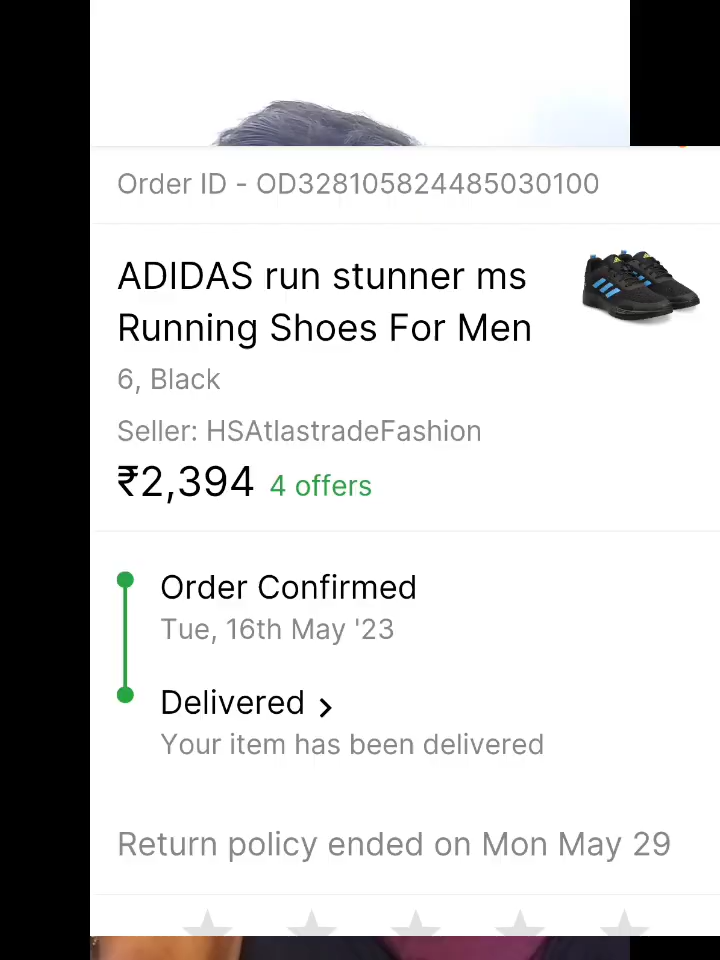 Order ID - OD328105824485030100
ADIDAS run stunner ms
Running Shoes For Men
6, Black
Seller: HSAtlastradeFashion
₹2,394 4 offers
Order Confirmed
Tue, 16th May '23
Delivered
Your item has been delivered
Return policy ended on Mon May 29